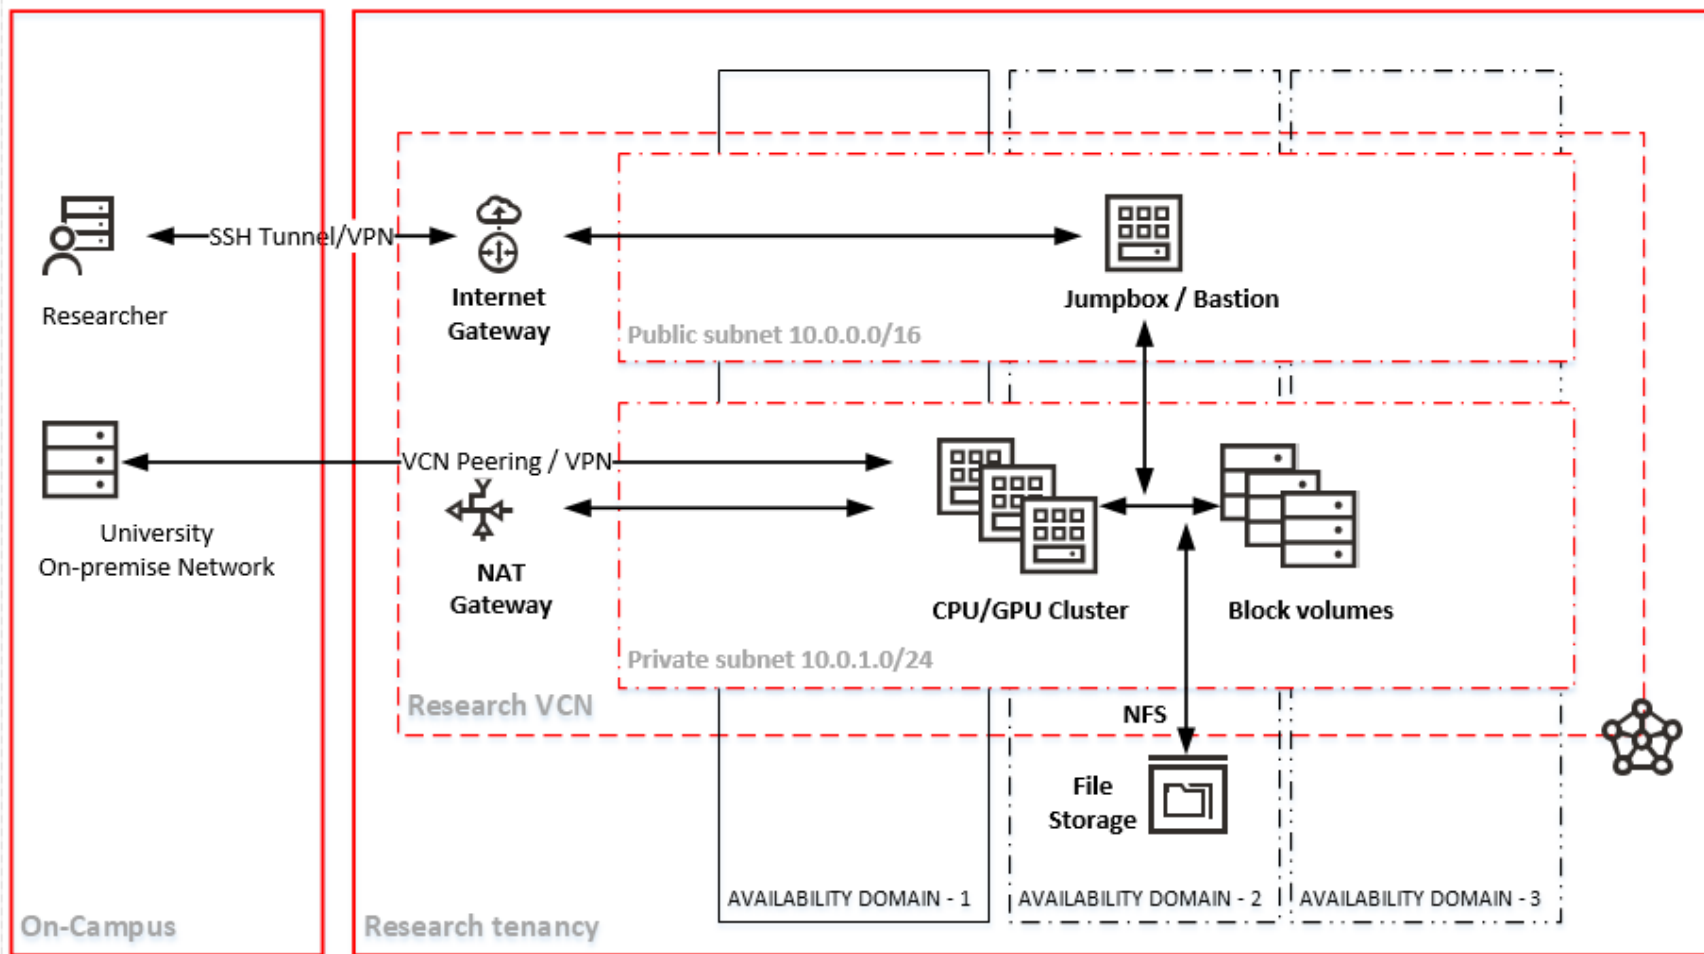 SSH Tunnel/VPN
Researcher
Internet
Gateway
Jumpbox / Bastion
Public subnet 10.0.0.0/16
VCN Peering / VPN
University
On-premise Network
NAT
Gateway
CPU/GPU Cluster
Block volumes
Private subnet 10.0.1.0/24
Research VCN
NFS
File
Storage
AVAILABILITY DOMAIN - 1
AVAILABILITY DOMAIN - 2
AVAILABILITY DOMAIN - 3
On-Campus
Research tenancy